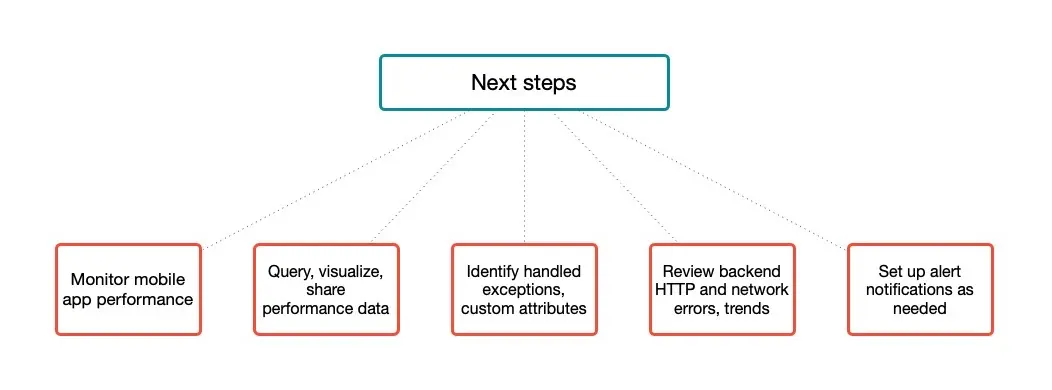 Next steps
Monitor mobile
app performance
Query, visualize,
share
performance data
Identify handled
exceptions,
custom attributes
Review backend
HTTP and network
errors, trends
Set up alert
notifications as
needed